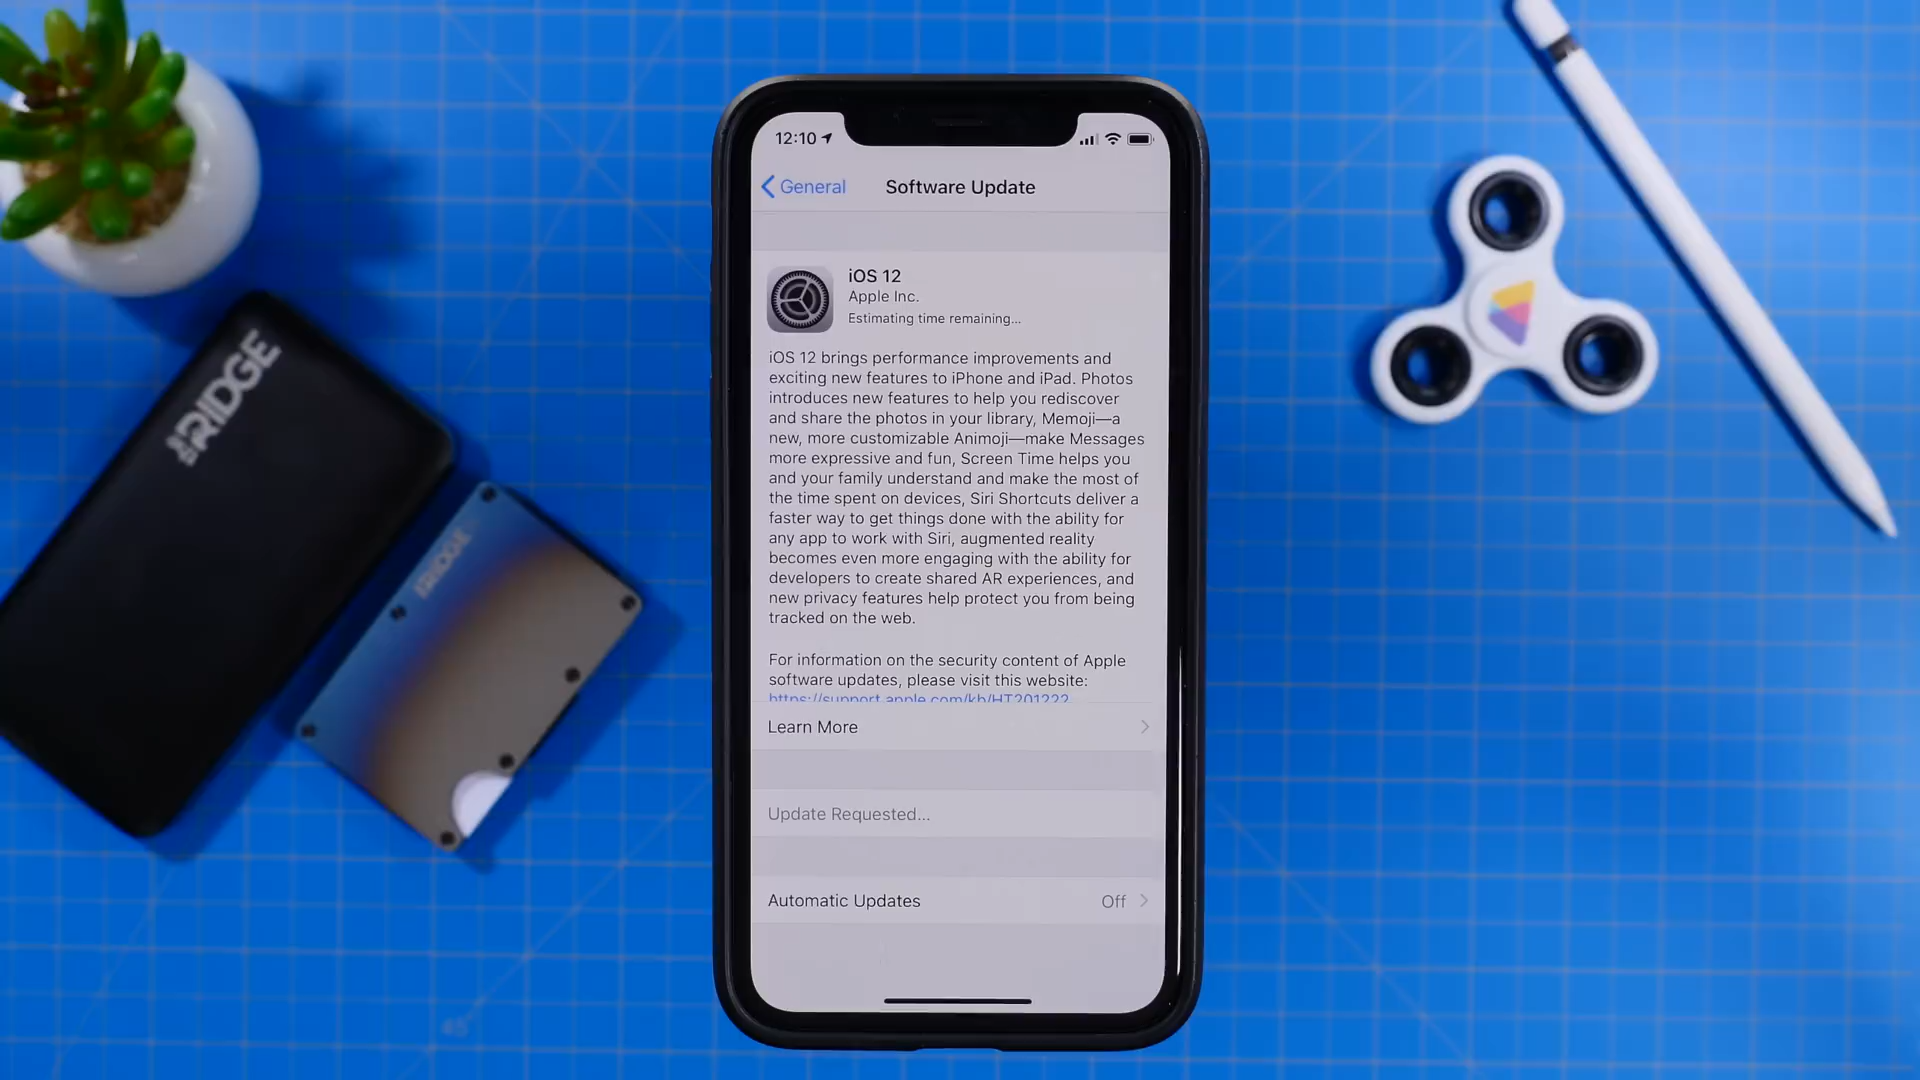 12:10
General
Software Update
iOS 12
Apple Inc.
Estimating time remaining...
iOS 12 brings performance improvements and
exciting new features to iPhone and iPad. Photos
introduces new features to help you rediscover
and share the photos in your library, Memoji—a
new, more customizable Animoji—make Messages
more expressive and fun, Screen Time helps you
and your family understand and make the most of
the time spent on devices, Siri Shortcuts deliver a
faster way to get things done with the ability for
any app to work with Siri, augmented reality
becomes even more engaging with the ability for
developers to create shared AR experiences, and
new privacy features help protect you from being
tracked on the web.
For information on the security content of Apple
software updates, please visit this website:
https://support.apple.com/kb/HT201222
Learn More
Update Requested...
Automatic Updates Off
THE RIDGE
RIDGE